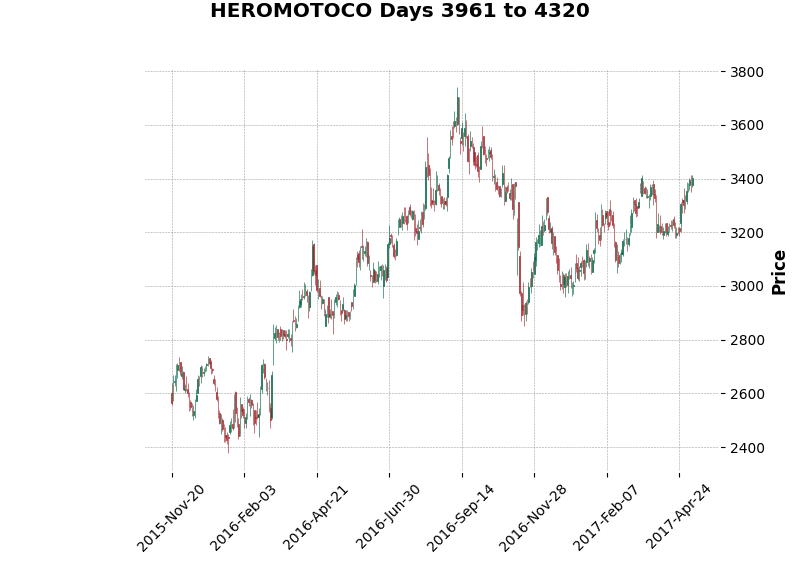 HEROMOTOCO Days 3961 to 4320
3800
3600
3400
3200
3000
2800
2600
2400
Price
2015-Nov-20
2016-Feb-03
2016-Apr-21
2016-Jun-30
2016-Sep-14
2016-Nov-28
2017-Feb-07
2017-Apr-24